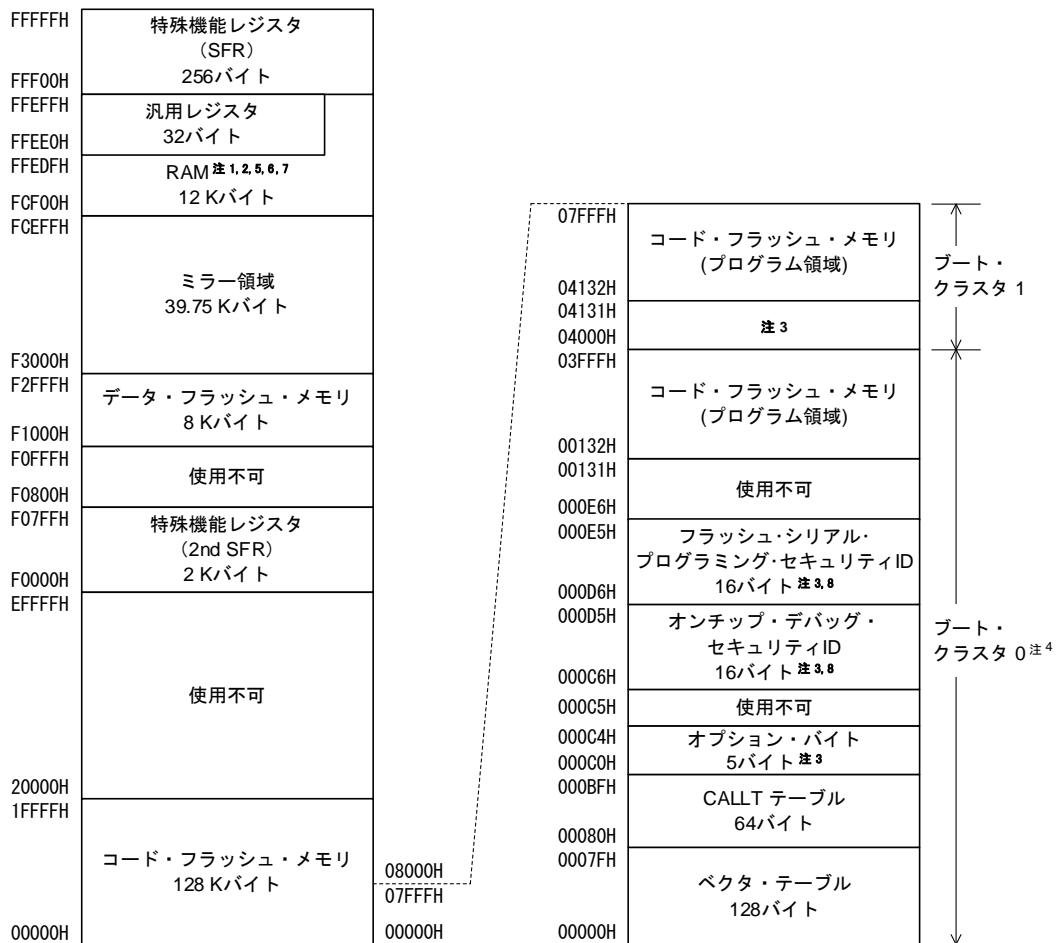 FFFFFH
特殊機能レジスタ
(SFR)
256バイト
FFF00H
FFEFFH
汎用レジスタ
32バイト
FFEE0H
FFEDFH
RAM 注 1, 2, 5, 6, 7
12 Kバイト
FCF00H
FCEFFH
ミラー領域
39.75 Kバイト
F3000H
F2FFFH
データ・フラッシュ・メモリ
8 Kバイト
F1000H
F0FFFH
使用不可
F0800H
F07FFH
特殊機能レジスタ
(2nd SFR)
2 Kバイト
F0000H
EFFFFH
使用不可
20000H
1FFFFH
コード・フラッシュ・メモリ
128 Kバイト
00000H
08000H
07FFFH
00000H
07FFFH
コード・フラッシュ・メモリ
(プログラム領域)
04132H
04131H
注 3
04000H
03FFFH
コード・フラッシュ・メモリ
(プログラム領域)
00132H
00131H
使用不可
000E6H
000E5H
フラッシュ・シリアル・
プログラミング・セキュリティID
16バイト 注 3, 8
000D6H
000D5H
オンチップ・デバッグ・
セキュリティID
16バイト 注 3, 8
000C6H
000C5H
使用不可
000C4H
オプション・バイト
5バイト 注 3
000C0H
000BFH
CALLT テーブル
64バイト
00080H
0007FH
ベクタ・テーブル
128バイト
00000H
ブート・
クラスタ 1
ブート・
クラスタ 0 注 4